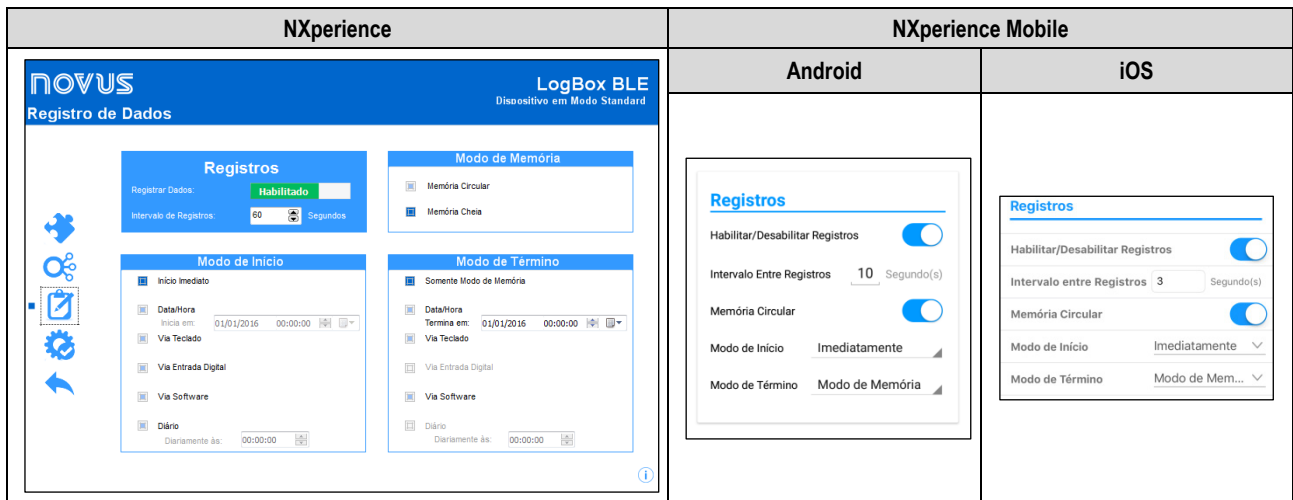 NXperience
NXperience Mobile
Android
iOS
NOVUS
LogBox BLE
Dispositivo em Modo Standard
Registro de Dados
Registros
Registrar Dados:
Habilitado
Intervalo de Registros:
60
Segundos
Modo de Memória
Memória Circular
Memória Cheia
Modo de Início
Início Imediato
Data/Hora
Inicia em:
01/01/2016 00:00:00
Via Teclado
Via Entrada Digital
Via Software
Diário
Diariamente às:
00:00:00
Modo de Término
Somente Modo de Memória
Data/Hora
Termina em:
01/01/2016 00:00:00
Via Teclado
Via Entrada Digital
Via Software
Diário
Diariamente às:
00:00:00
i
Registros
Habilitar/Desabilitar Registros
Intervalo Entre Registros 10 Segundo(s)
Memória Circular
Modo de Início Imediatamente
Modo de Término Modo de Memória
Registros
Habilitar/Desabilitar Registros
Intervalo entre Registros 3 Segundo(s)
Memória Circular
Modo de Início Imediatamente
Modo de Término Modo de Mem...